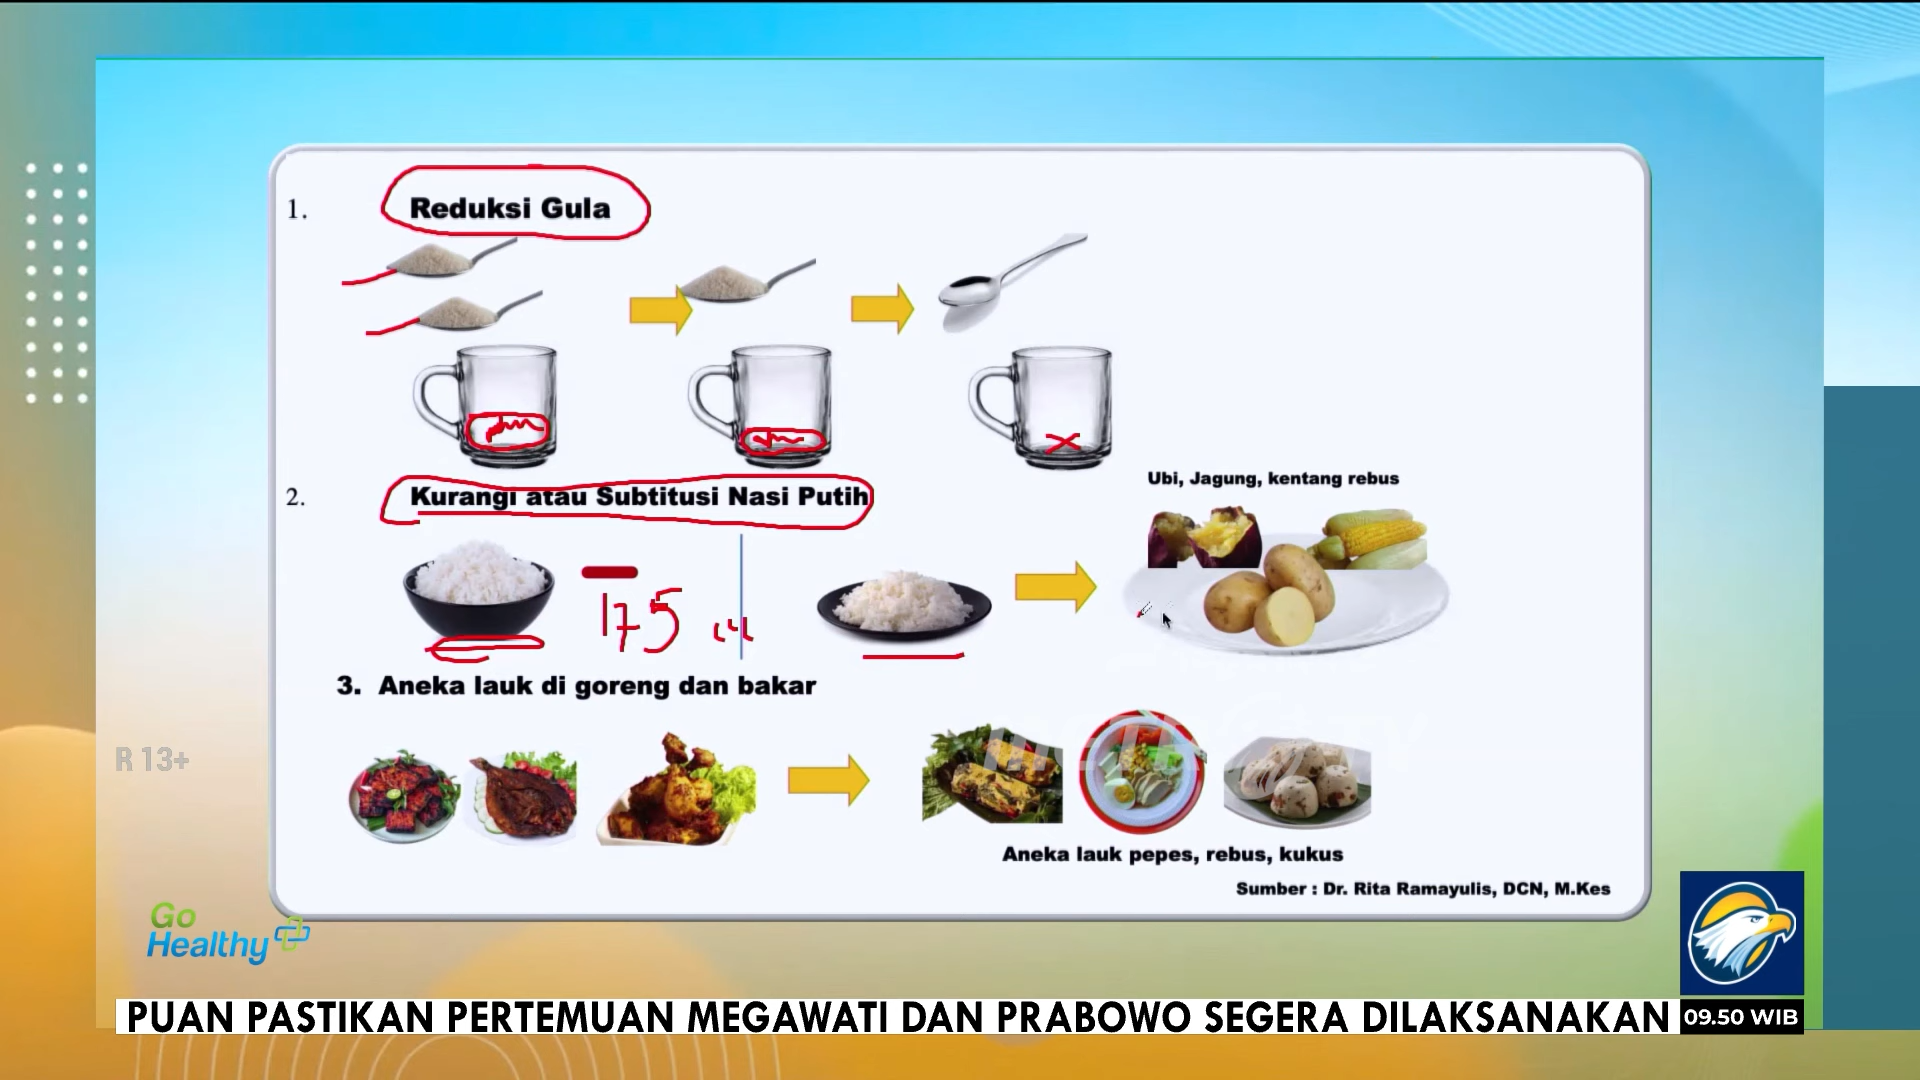 1. Reduksi Gula
2. Kurangi atau Subtitusi Nasi Putih
Ubi, Jagung, kentang rebus
175
3. Aneka lauk di goreng dan bakar
Aneka lauk pepes, rebus, kukus
Sumber : Dr. Rita Ramayulis, DCN, M.Kes
R 13+
Go
Healthy
PUAN PASTIKAN PERTEMUAN MEGAWATI DAN PRABOWO SEGERA DILAKSANAKAN
09.50 WIB